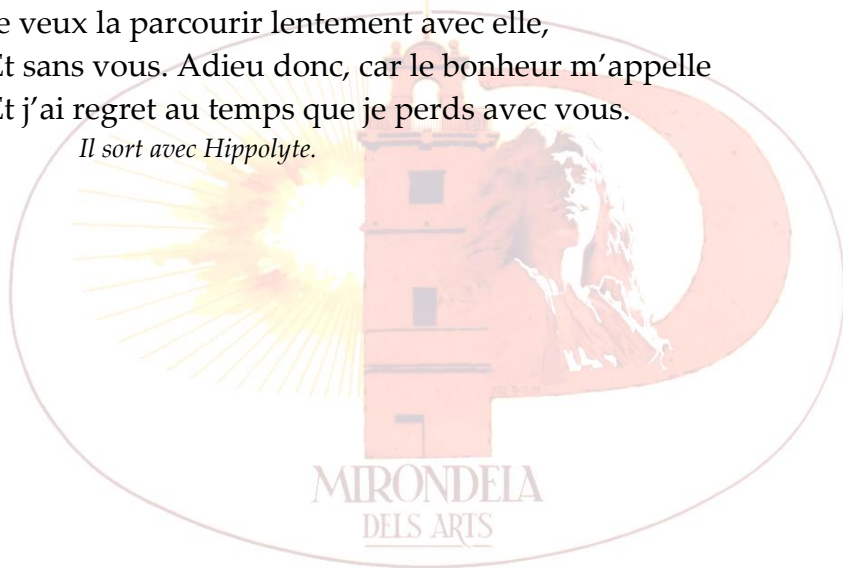 e veux la parcourir lentement avec elle,
Et sans vous. Adieu donc, car le bonheur m’appelle
Et j’ai regret au temps que je perds avec vous.
Il sort avec Hippolyte.
MIRONDELA
DELS ARTS